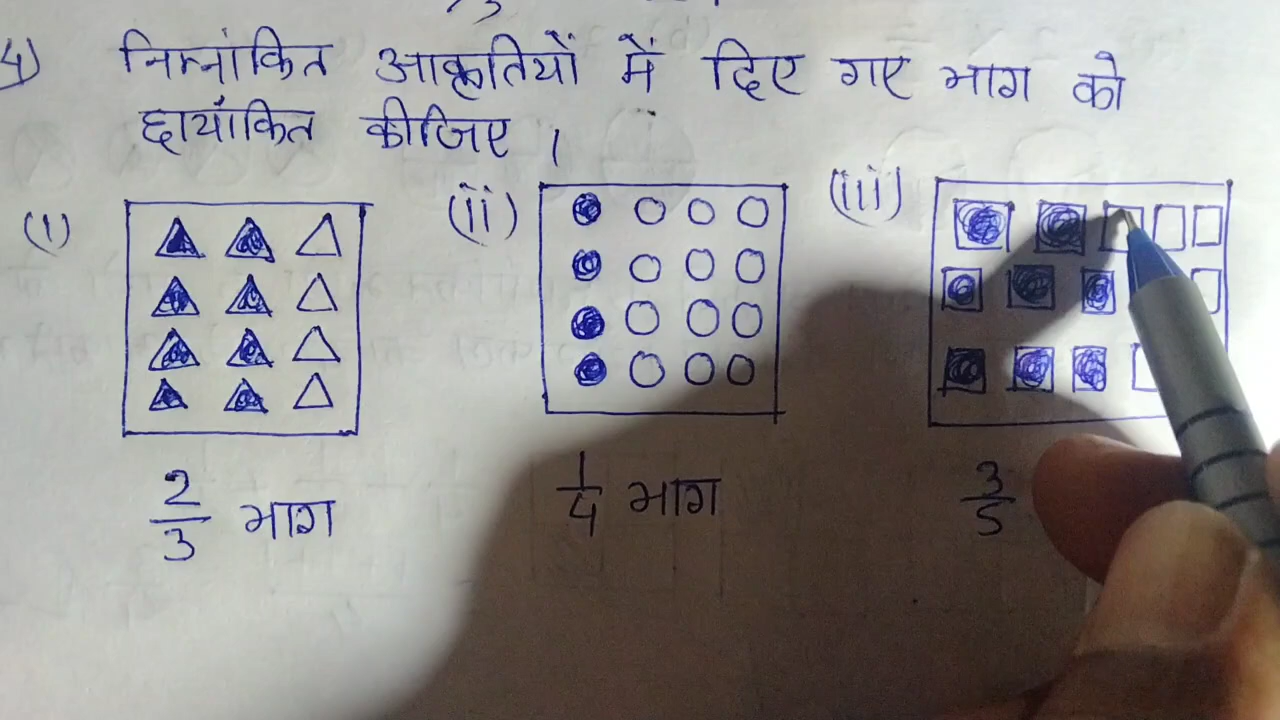 4) निम्नांकित आकृतियों में दिए गए भाग को
छायांकित कीजिए ।
(i) (ii) (iii)
2/3 भाग 1/4 भाग 3/5